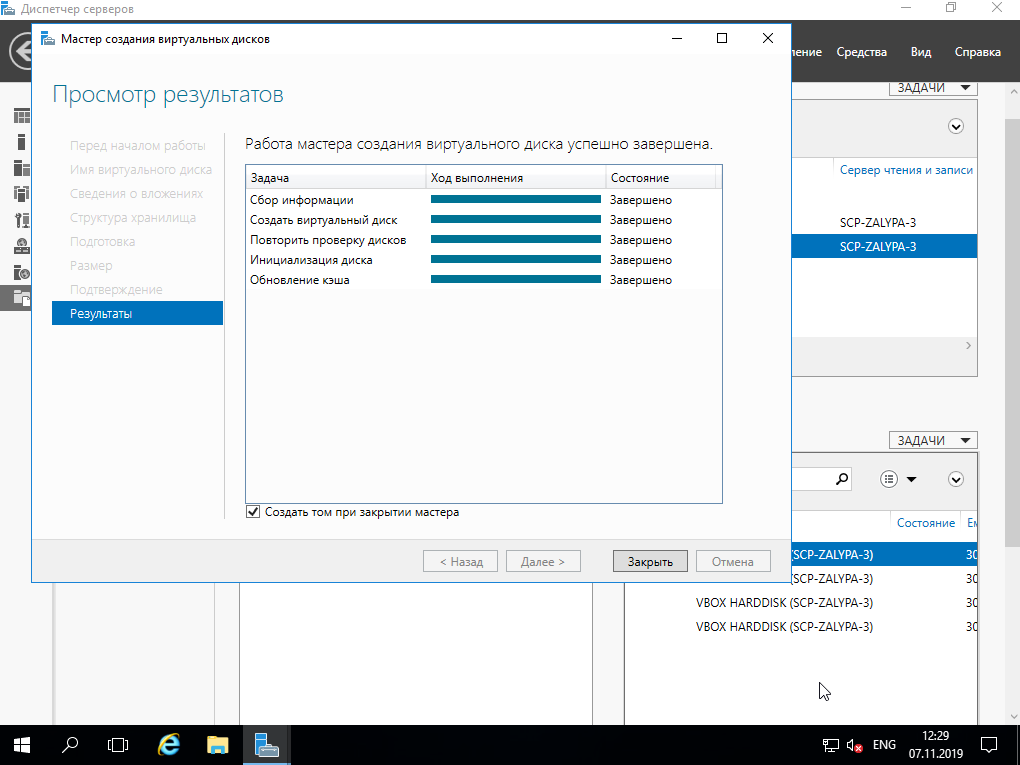 Диспетчер серверов
Мастер создания виртуальных дисков
Средства Вид Справка
Просмотр результатов
ЗАДАЧИ
Перед началом работы
Имя виртуального диска
Сведения о вложениях
Структура хранилища
Подготовка
Размер
Подтверждение
Результаты
Работа мастера создания виртуального диска успешно завершена.
Задача Ход выполнения Состояние
Сбор информации Завершено
Создать виртуальный диск Завершено
Повторить проверку дисков Завершено
Инициализация диска Завершено
Обновление кэша Завершено
Создать том при закрытии мастера
< Назад Далее > Закрыть Отмена
Сервер чтения и записи
SCP-ZALYPA-3
SCP-ZALYPA-3
ЗАДАЧИ
Состояние Ем
(SCP-ZALYPA-3) 30
(SCP-ZALYPA-3) 30
VBOX HARDDISK (SCP-ZALYPA-3) 30
VBOX HARDDISK (SCP-ZALYPA-3) 30
ENG
12:29
07.11.2019